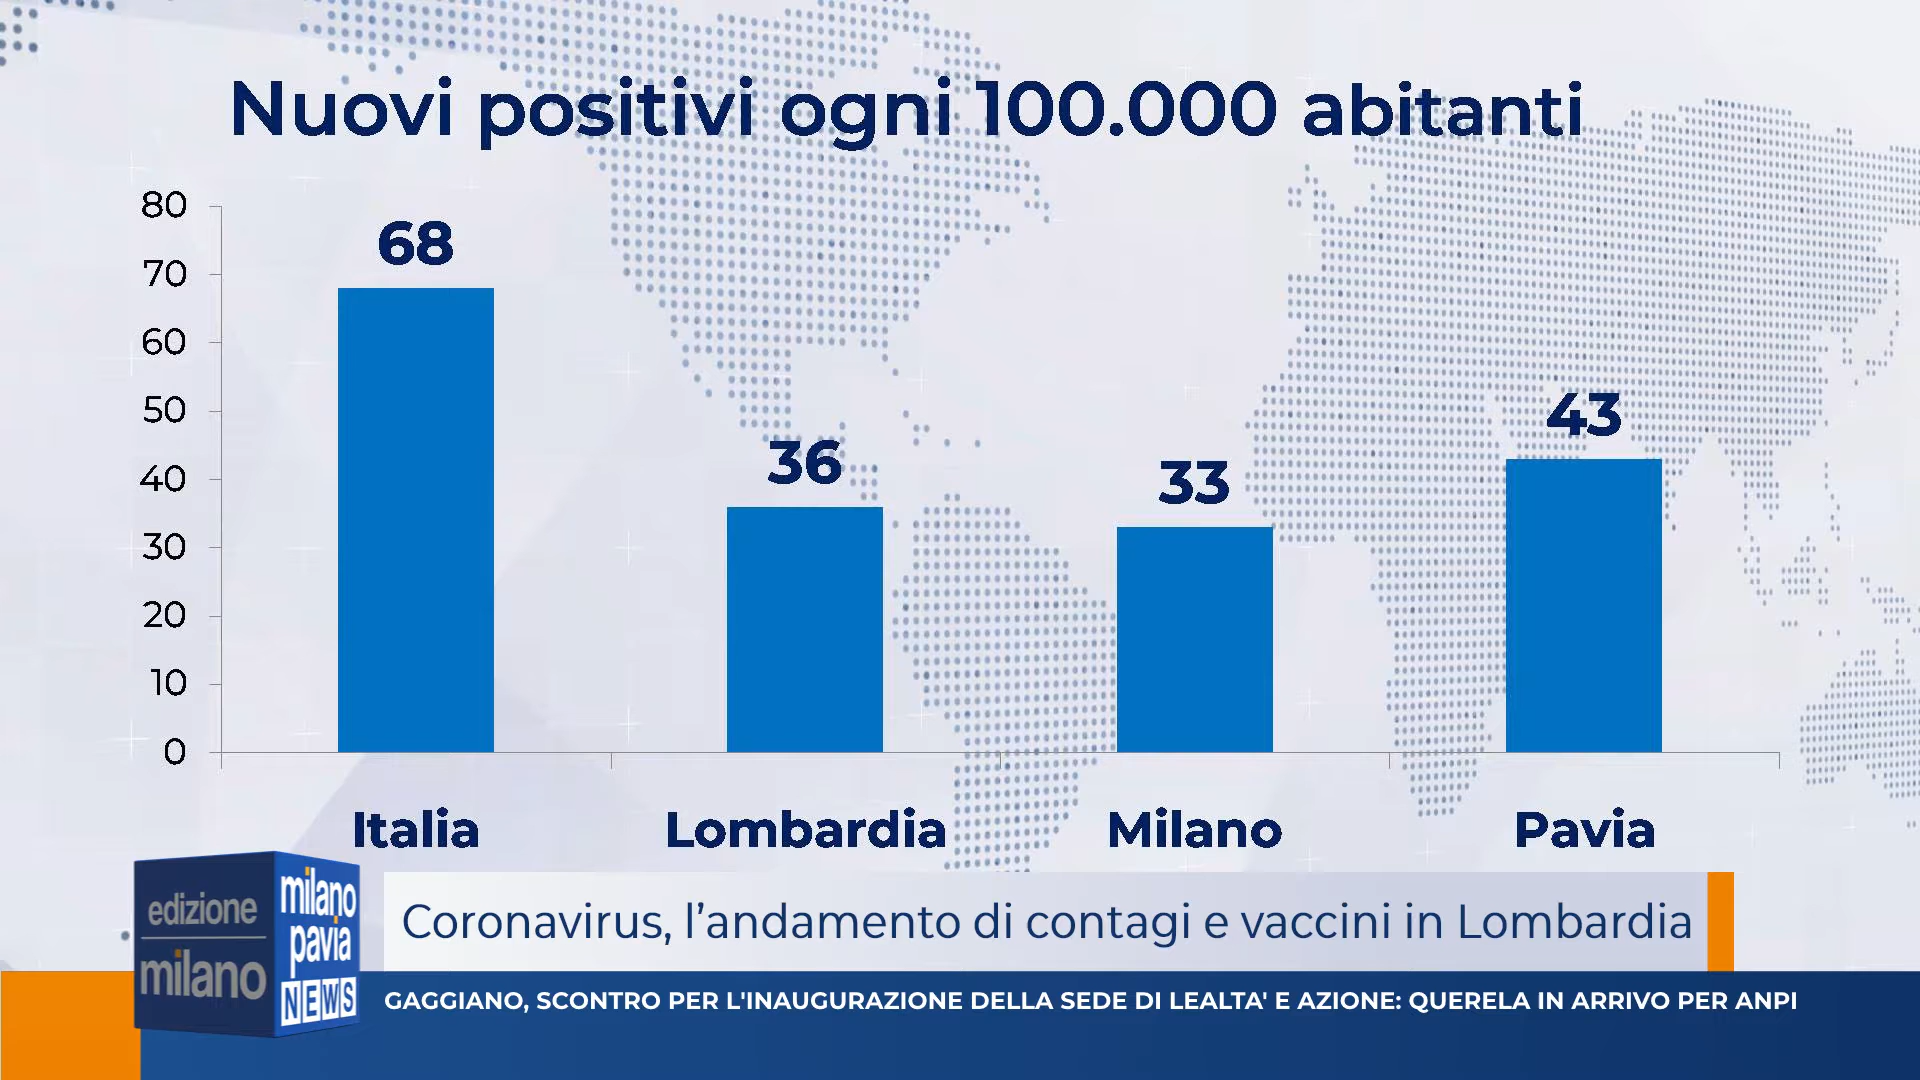 Nuovi positivi ogni 100.000 abitanti
80
70
60
50
40
30
20
10
0
68
36
33
43
Italia
Lombardia
Milano
Pavia
edizione
milano
milano
pavia
NEWS
Coronavirus, l’andamento di contagi e vaccini in Lombardia
GAGGIANO, SCONTRO PER L'INAUGURAZIONE DELLA SEDE DI LEALTA' E AZIONE: QUERELA IN ARRIVO PER ANPI